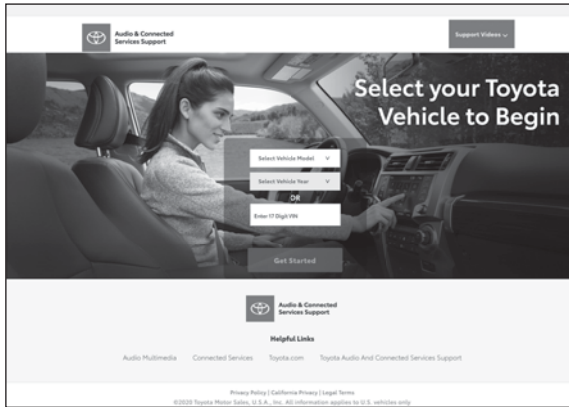 Audio & Connected
Services Support
Support Videos
Select your Toyota
Vehicle to Begin
Select Vehicle Model
Select Vehicle Year
OR
Enter 17 Digit VIN
Get Started
Audio & Connected
Services Support
Helpful Links
Audio Multimedia Connected Services Toyota.com Toyota Audio And Connected Services Support
Privacy Policy | California Privacy | Legal Terms
©2020 Toyota Motor Sales, U.S.A., Inc. All information applies to U.S. vehicles only